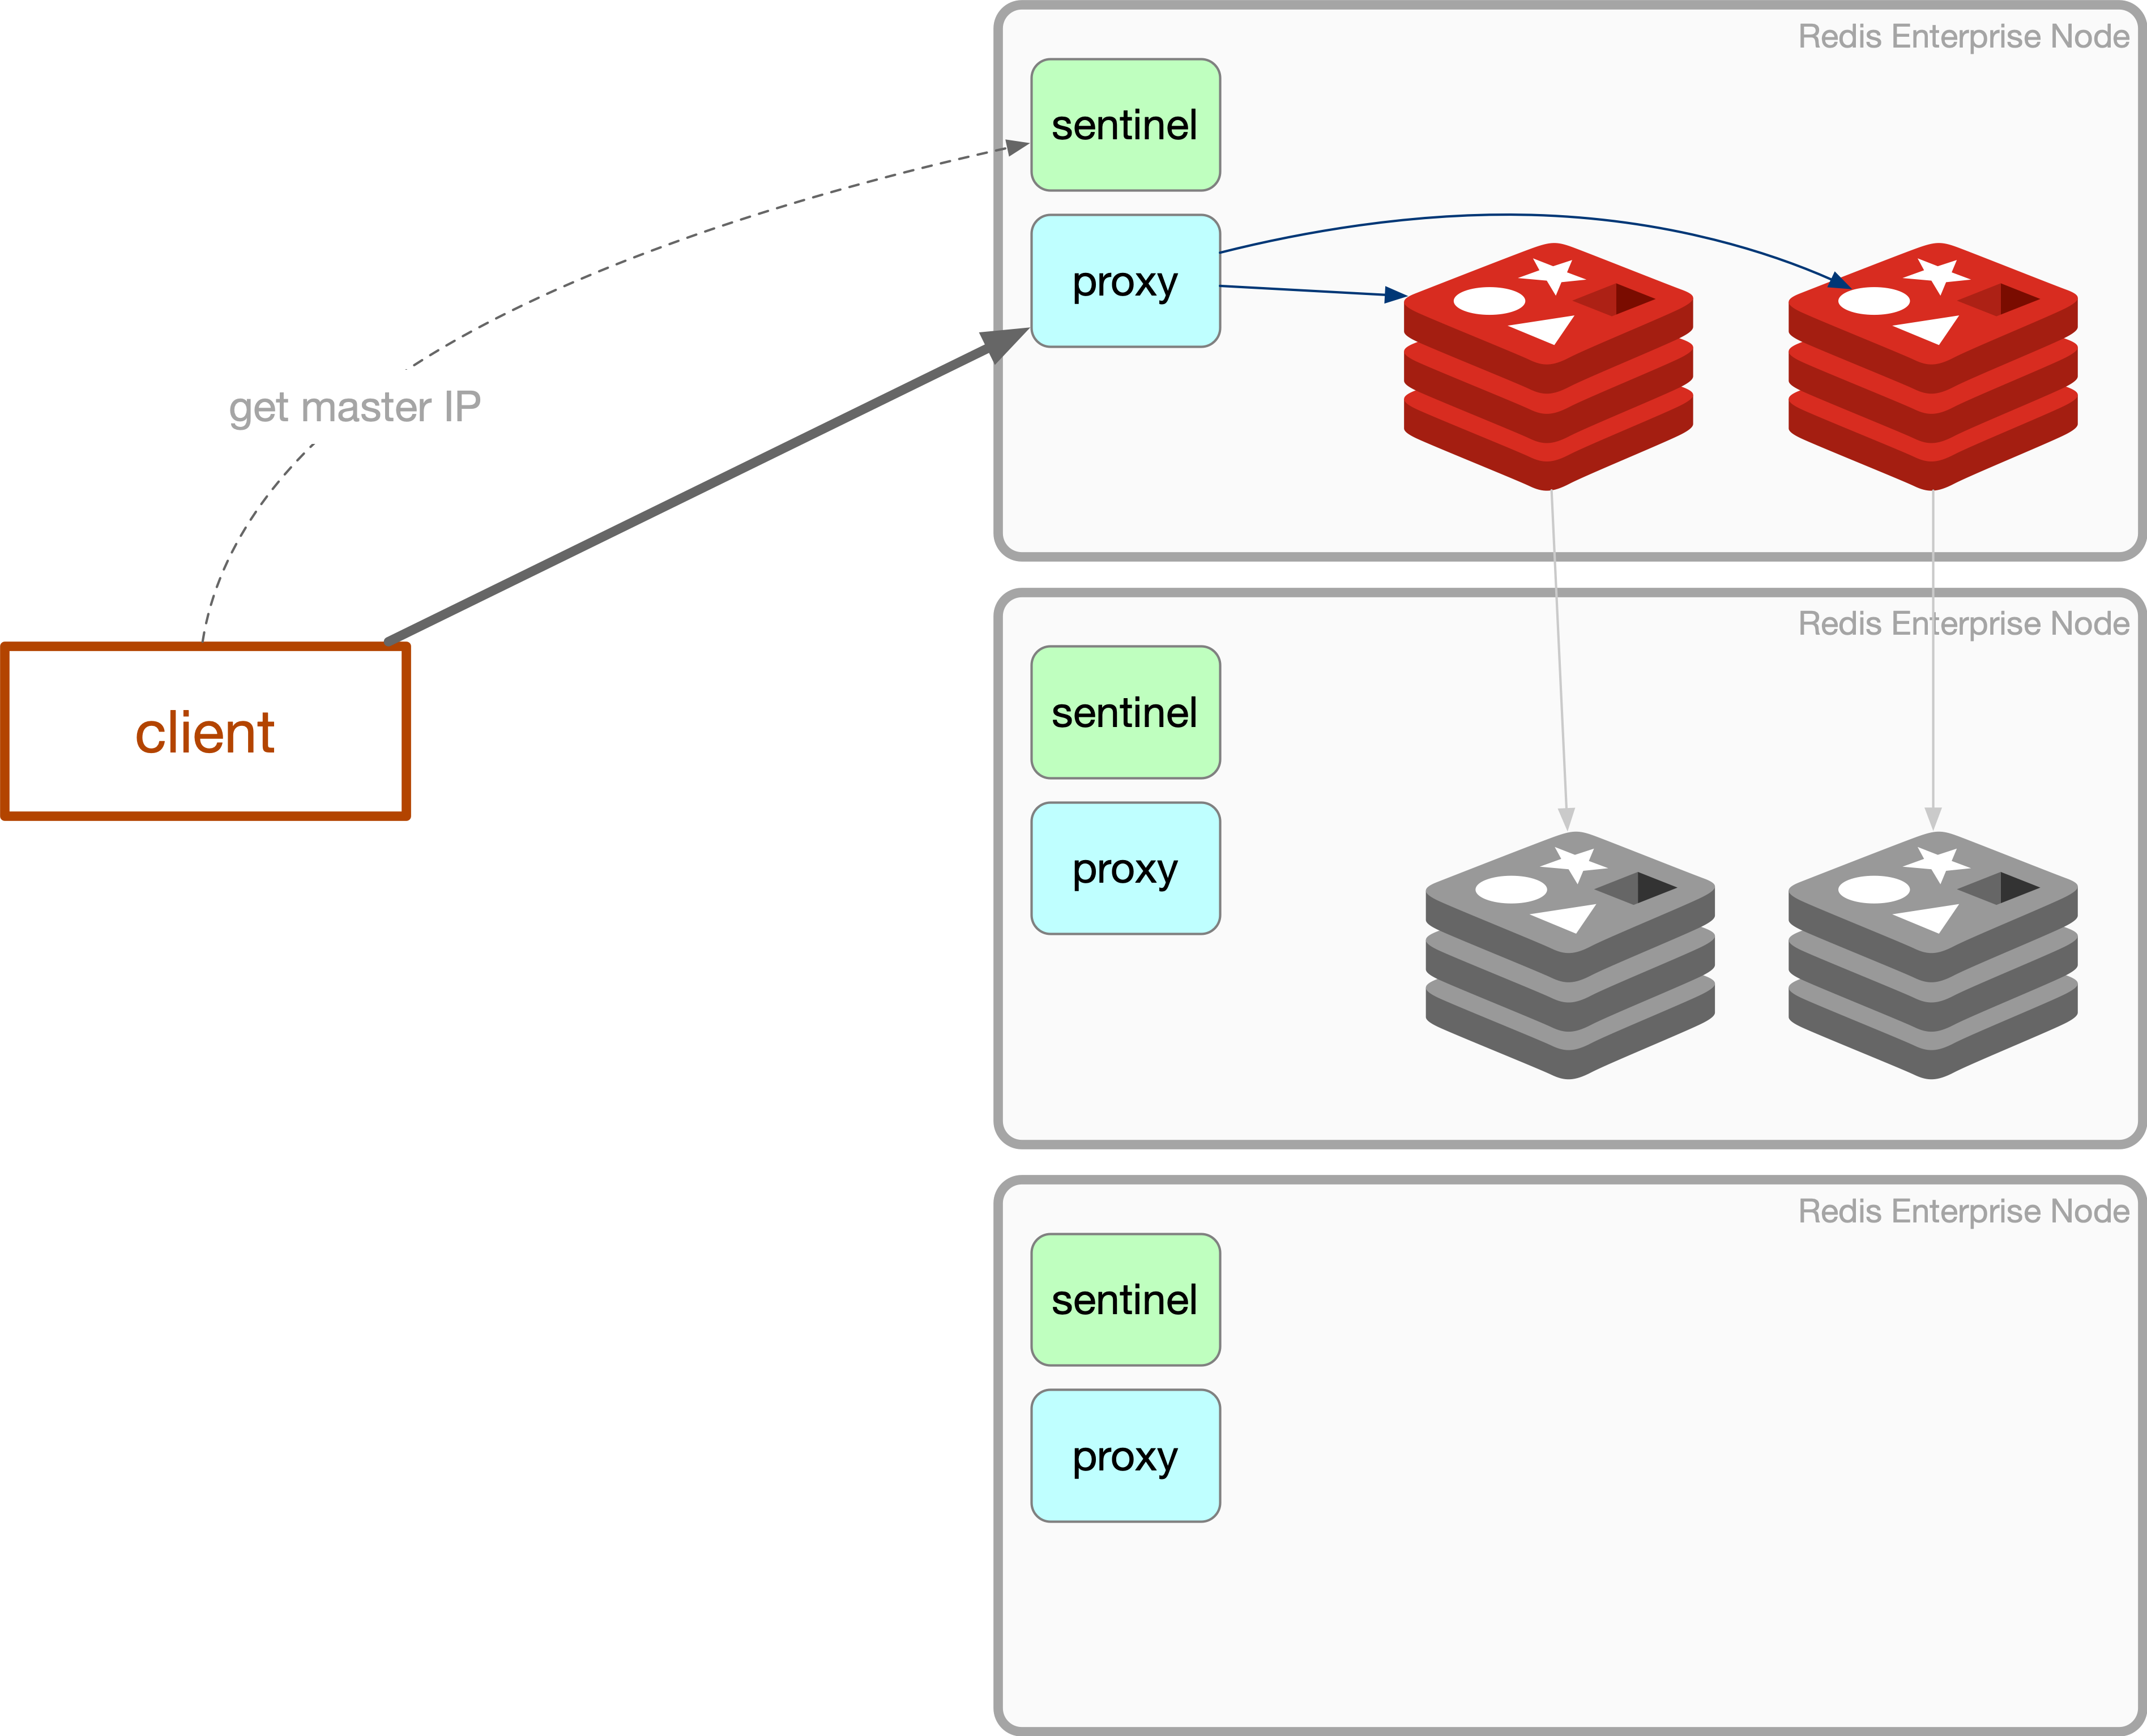 Redis Enterprise Node
sentinel
proxy
get master IP
Redis Enterprise Node
sentinel
client
proxy
Redis Enterprise Node
sentinel
proxy